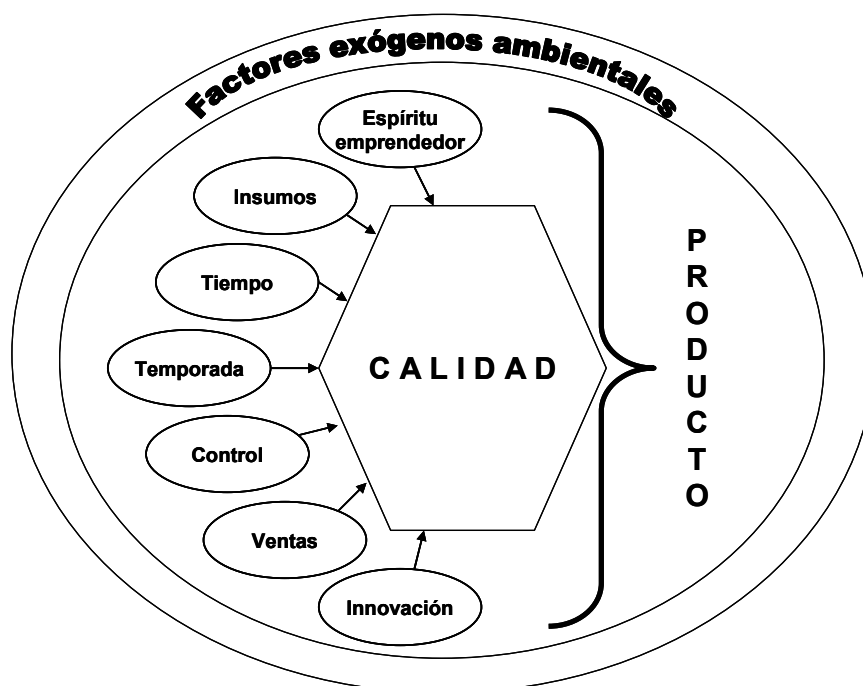 Factores exógenos ambientales
Espíritu
emprendedor
Insumos
Tiempo
Temporada
Control
Ventas
Innovación
C A L I D A D
P
R
O
D
U
C
T
O